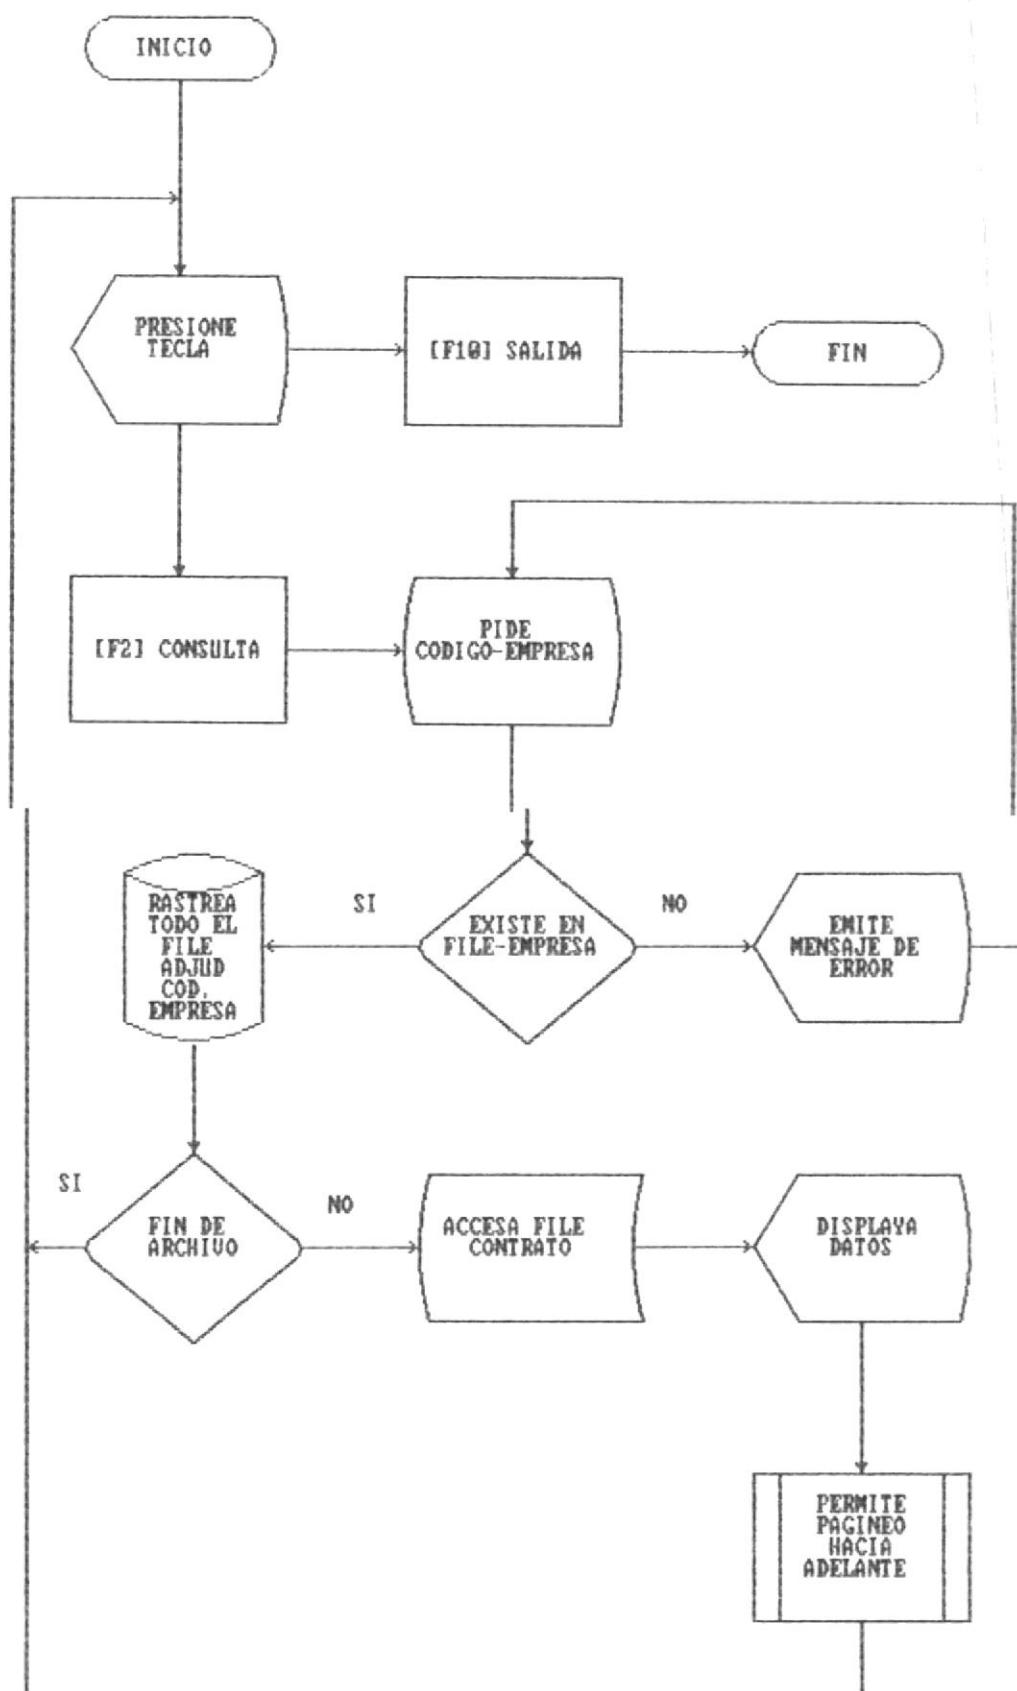 INICIO
PRESIONE
TECLA
[F10] SALIDA
FIN
[F2] CONSULTA
PIDE
CODIGO-EMPRESA
RASTREA
TODO EL
FILE
ADJUD
COD.
EMPRESA
SI
EXISTE EN
FILE-EMPRESA
NO
EMITE
MENSAJE DE
ERROR
SI
FIN DE
ARCHIVO
NO
ACCESA FILE
CONTRATO
DISPLAYA
DATOS
PERMITE
PAGINEO
HACIA
ADELANTE